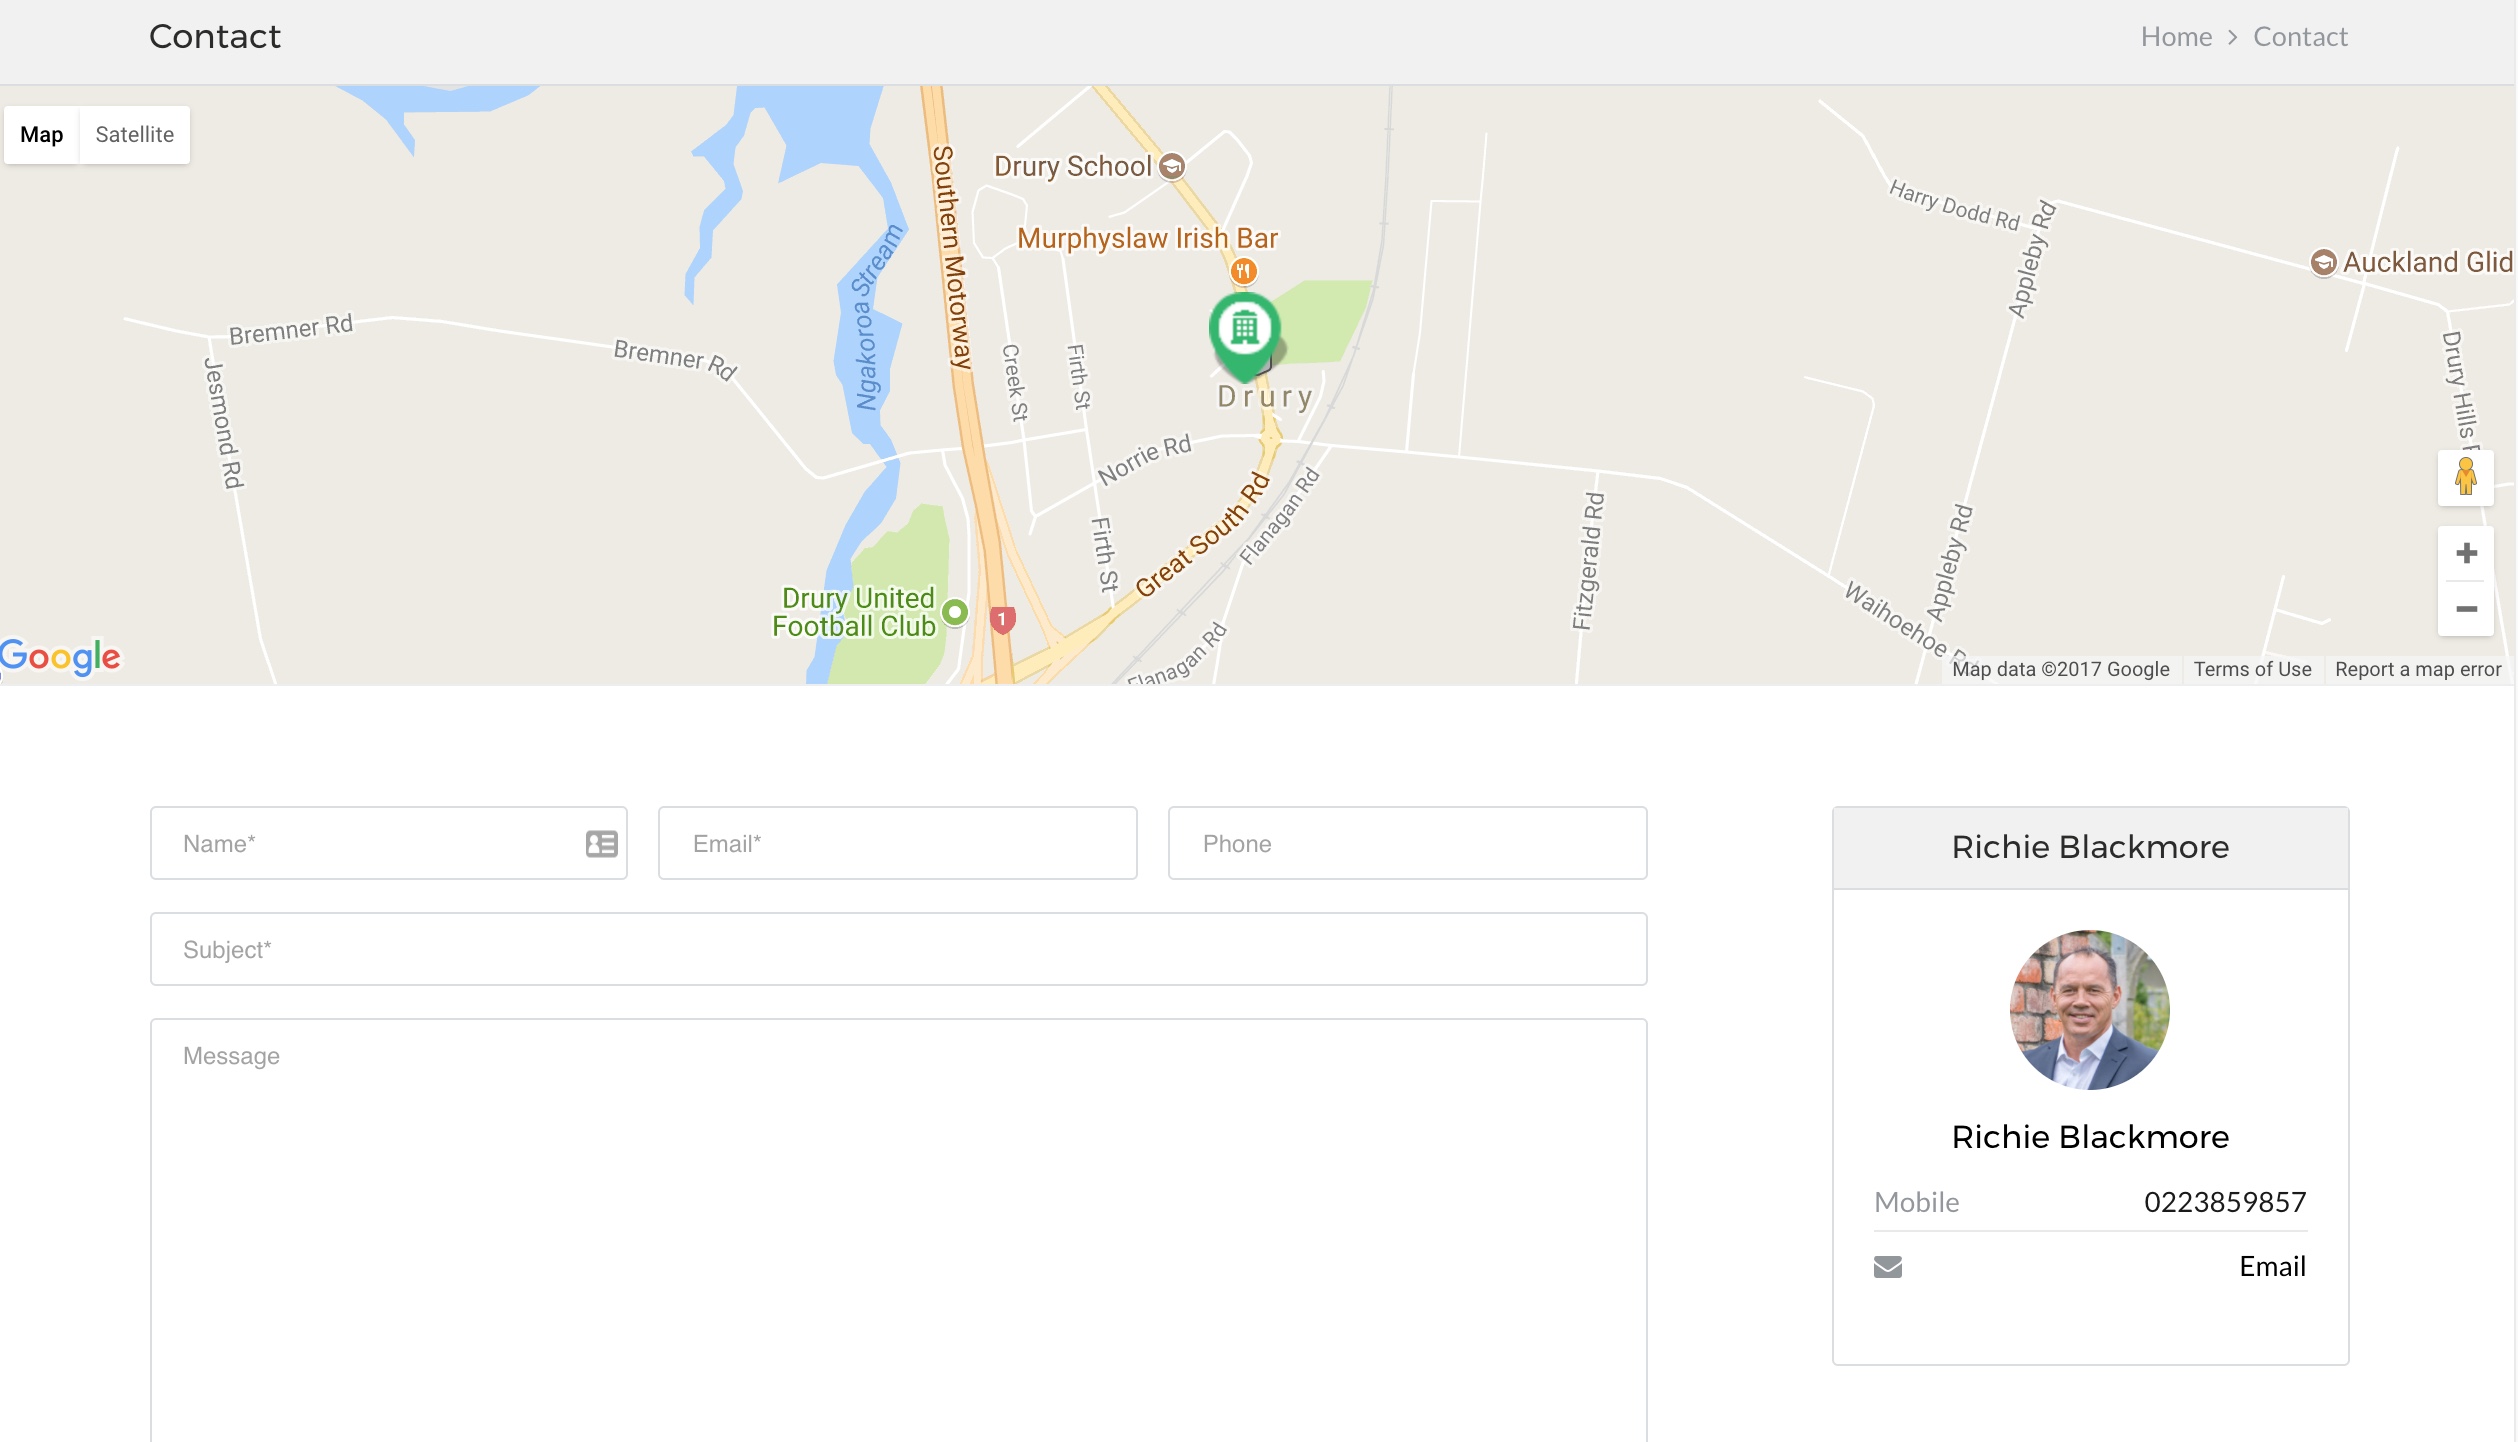 Contact
Home > Contact
Map
Satellite
Drury School
Southern Motorway
Murphyslaw Irish Bar
Harry Dodd Rd
Appleby Rd
Auckland Glid
Ngakoroa Stream
Bremner Rd
Bremner Rd
Jesmond Rd
Creek St
Firth St
Drury
Drury Hills
Norrie Rd
Great South Rd
Flanagan Rd
Firth St
Fitzgerald Rd
Appleby Rd
Waihoehoe
Drury United
Football Club
1
Flanagan Rd
Google
Map data ©2017 Google
Terms of Use
Report a map error
Name*
Email*
Phone
Subject*
Message
Richie Blackmore
Richie Blackmore
Mobile
0223859857
Email